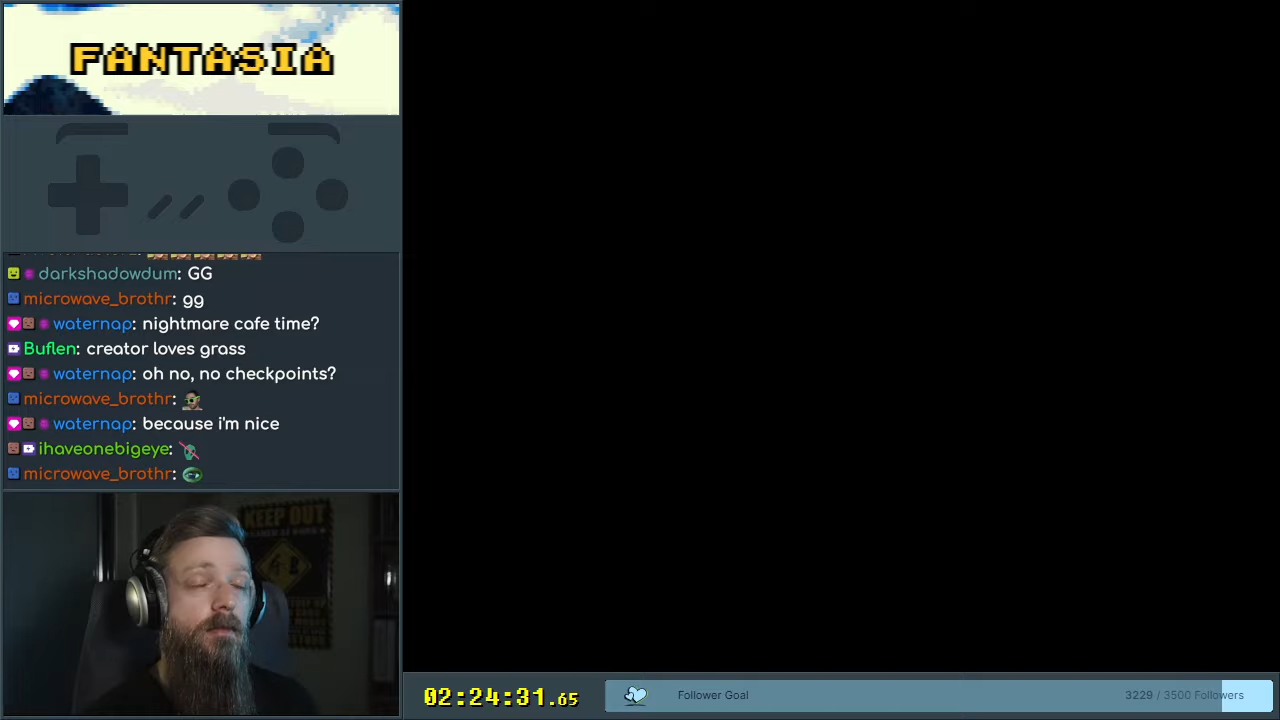 FANTASIA
darkshadowdum: GG
microwave_brothr: gg
waternap: nightmare cafe time?
Buflen: creator loves grass
waternap: oh no, no checkpoints?
microwave_brothr:
waternap: because i'm nice
ihaveonebigeye:
microwave_brothr:
KEEP OUT
02:24:31.65
Follower Goal
3229 / 3500 Followers